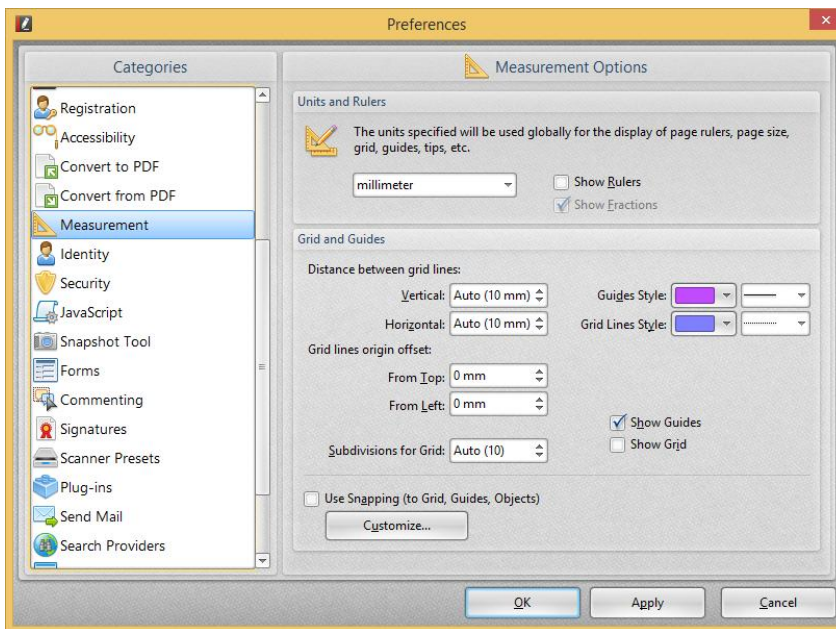 Preferences
Categories
Registration
Accessibility
Convert to PDF
Convert from PDF
Measurement
Identity
Security
JavaScript
Snapshot Tool
Forms
Commenting
Signatures
Scanner Presets
Plug-ins
Send Mail
Search Providers
Measurement Options
Units and Rulers
The units specified will be used globally for the display of page rulers, page size,
grid, guides, tips, etc.
millimeter
Show Rulers
Show Fractions
Grid and Guides
Distance between grid lines:
Vertical: Auto (10 mm) Guides Style:
Horizontal: Auto (10 mm) Grid Lines Style:
Grid lines origin offset:
From Top: 0 mm
From Left: 0 mm
Show Guides
Subdivisions for Grid: Auto (10) Show Grid
Use Snapping (to Grid, Guides, Objects)
Customize...
OK Apply Cancel